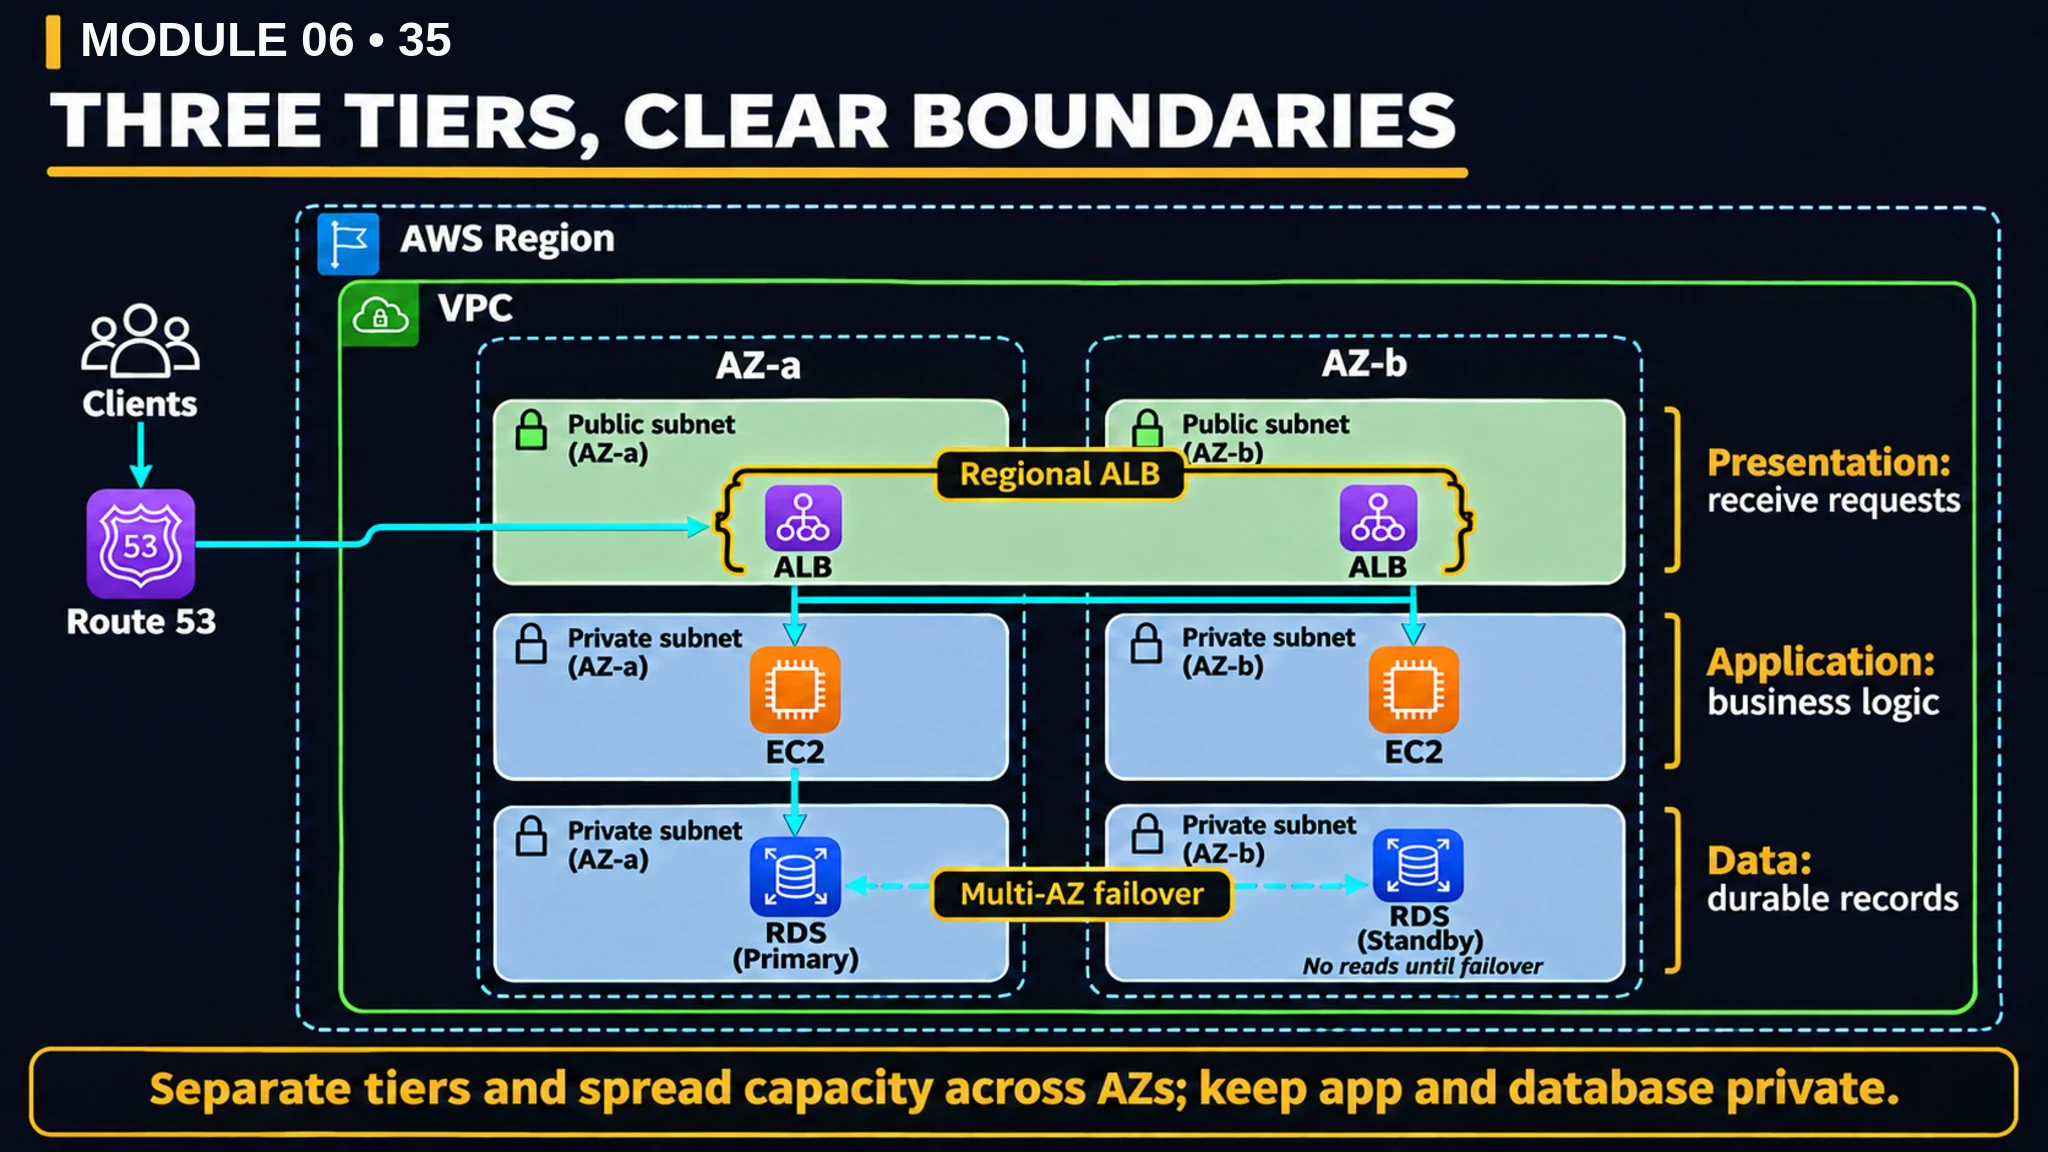 MODULE 06 • 35
THREE TIERS, CLEAR BOUNDARIES
AWS Region
VPC
Clients
53
Route 53
AZ-a
AZ-b
Public subnet
(AZ-a)
Public subnet
(AZ-b)
Regional ALB
ALB
ALB
Presentation:
receive requests
Private subnet
(AZ-a)
EC2
Private subnet
(AZ-b)
EC2
Application:
business logic
Private subnet
(AZ-a)
RDS
(Primary)
Multi-AZ failover
Private subnet
(AZ-b)
RDS
(Standby)
No reads until failover
Data:
durable records
Separate tiers and spread capacity across AZs; keep app and database private.